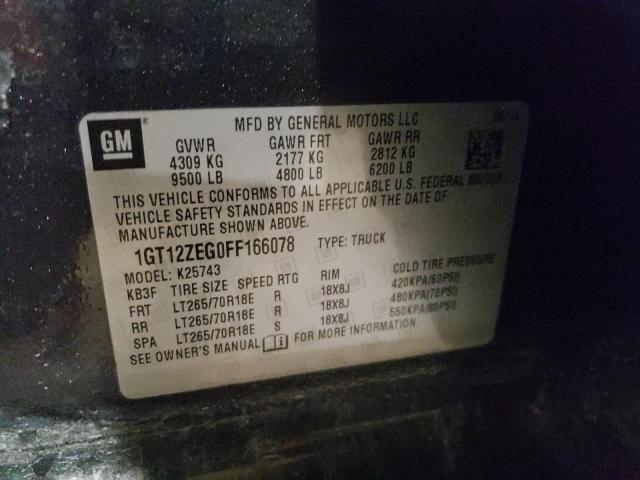 GM
MFD BY GENERAL MOTORS LLC
GVWR GAWR FRT GAWR RR
4309 KG 2177 KG 2812 KG
9500 LB 4800 LB 6200 LB
THIS VEHICLE CONFORMS TO ALL APPLICABLE U.S. FEDERAL MOTOR
VEHICLE SAFETY STANDARDS IN EFFECT ON THE DATE OF
MANUFACTURE SHOWN ABOVE.
1GT12ZEG0FF166078 TYPE: TRUCK
MODEL: K25743
KB3F TIRE SIZE SPEED RTG RIM COLD TIRE PRESSURE
FRT LT265/70R18E R 18X8J 420KPA(60PSI)
RR LT265/70R18E R 18X8J 480KPA(70PSI)
SPA LT265/70R18E S 18X8J 550KPA(80PSI)
SEE OWNER'S MANUAL FOR MORE INFORMATION.